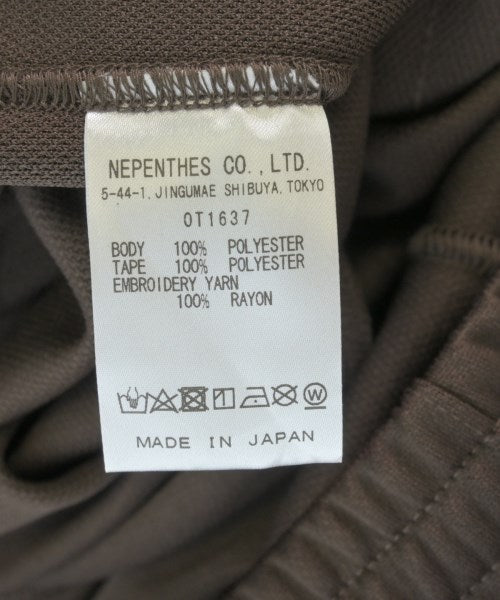 NEPENTHES CO.,LTD.
5-44-1, JINGUMAE SHIBUYA, TOKYO
OT1637
BODY 100% POLYESTER
TAPE 100% POLYESTER
EMBROIDERY YARN
100% RAYON
W
MADE IN JAPAN